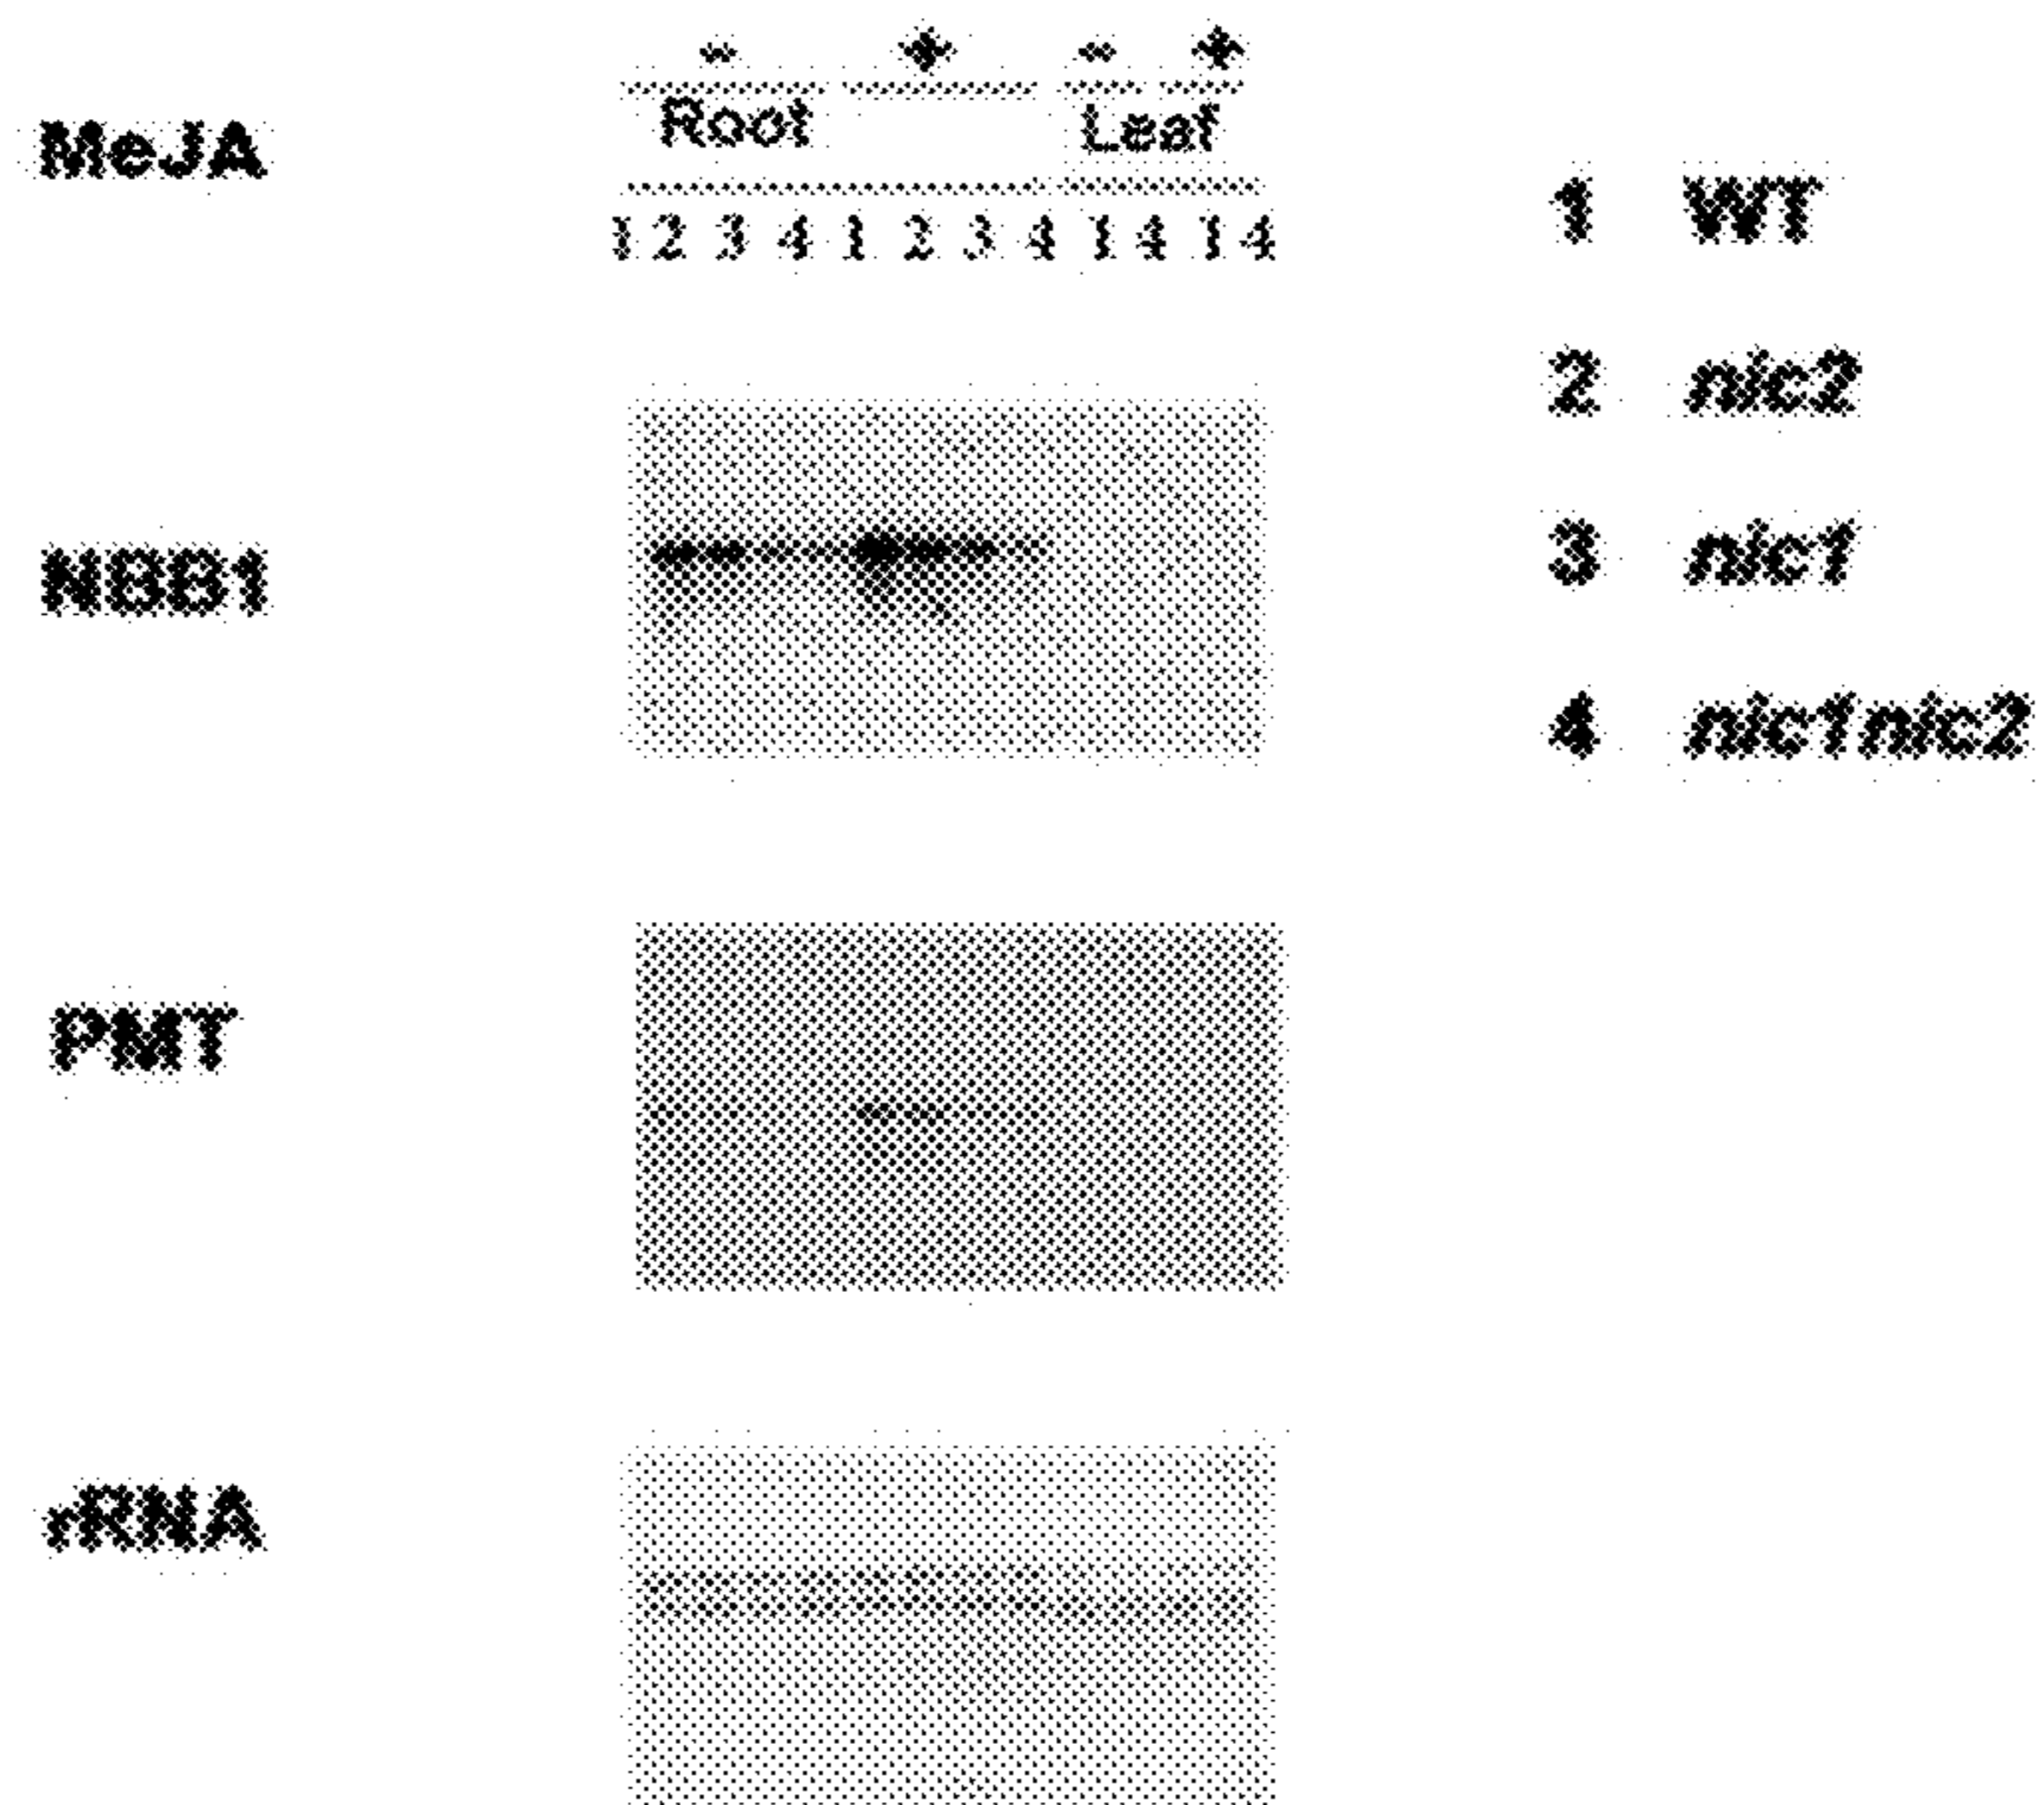 - + - +
Root Leaf
MeJA
1 2 3 4 1 2 3 4 1 4 1 4
1 WT
2 nic2
3 nic1
4 nic1nic2
NBB1
PMT
rRNA